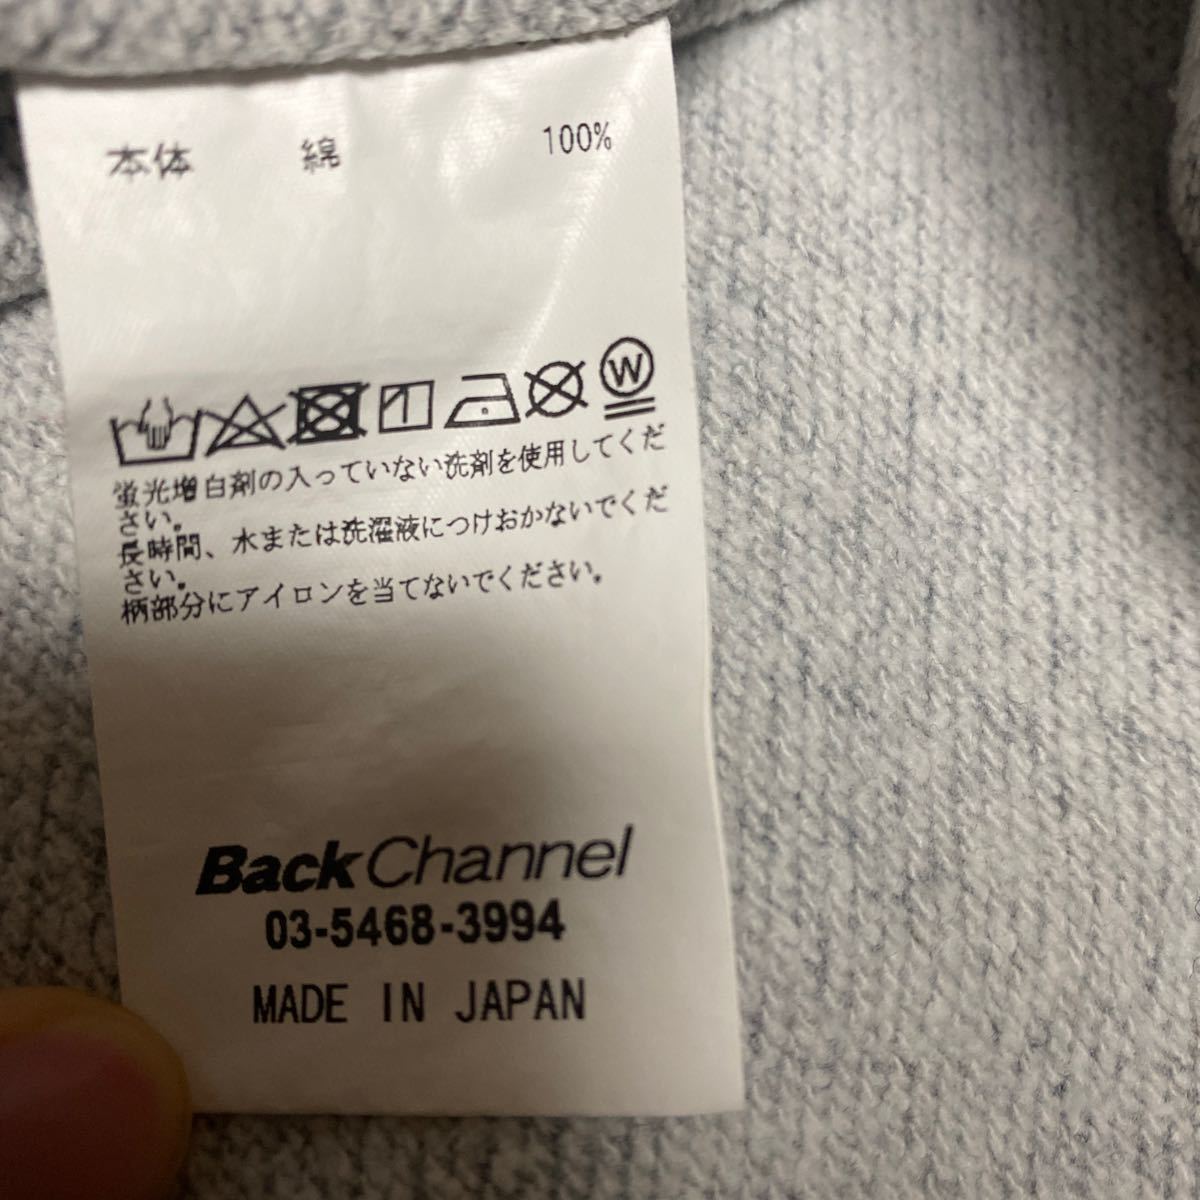 本体 綿 100%
W
蛍光増白剤の入っていない洗剤を使用してくだ
さい。
長時間、水または洗濯液につけおかないでくだ
さい。
柄部分にアイロンを当てないでください。
BackChannel
03-5468-3994
MADE IN JAPAN